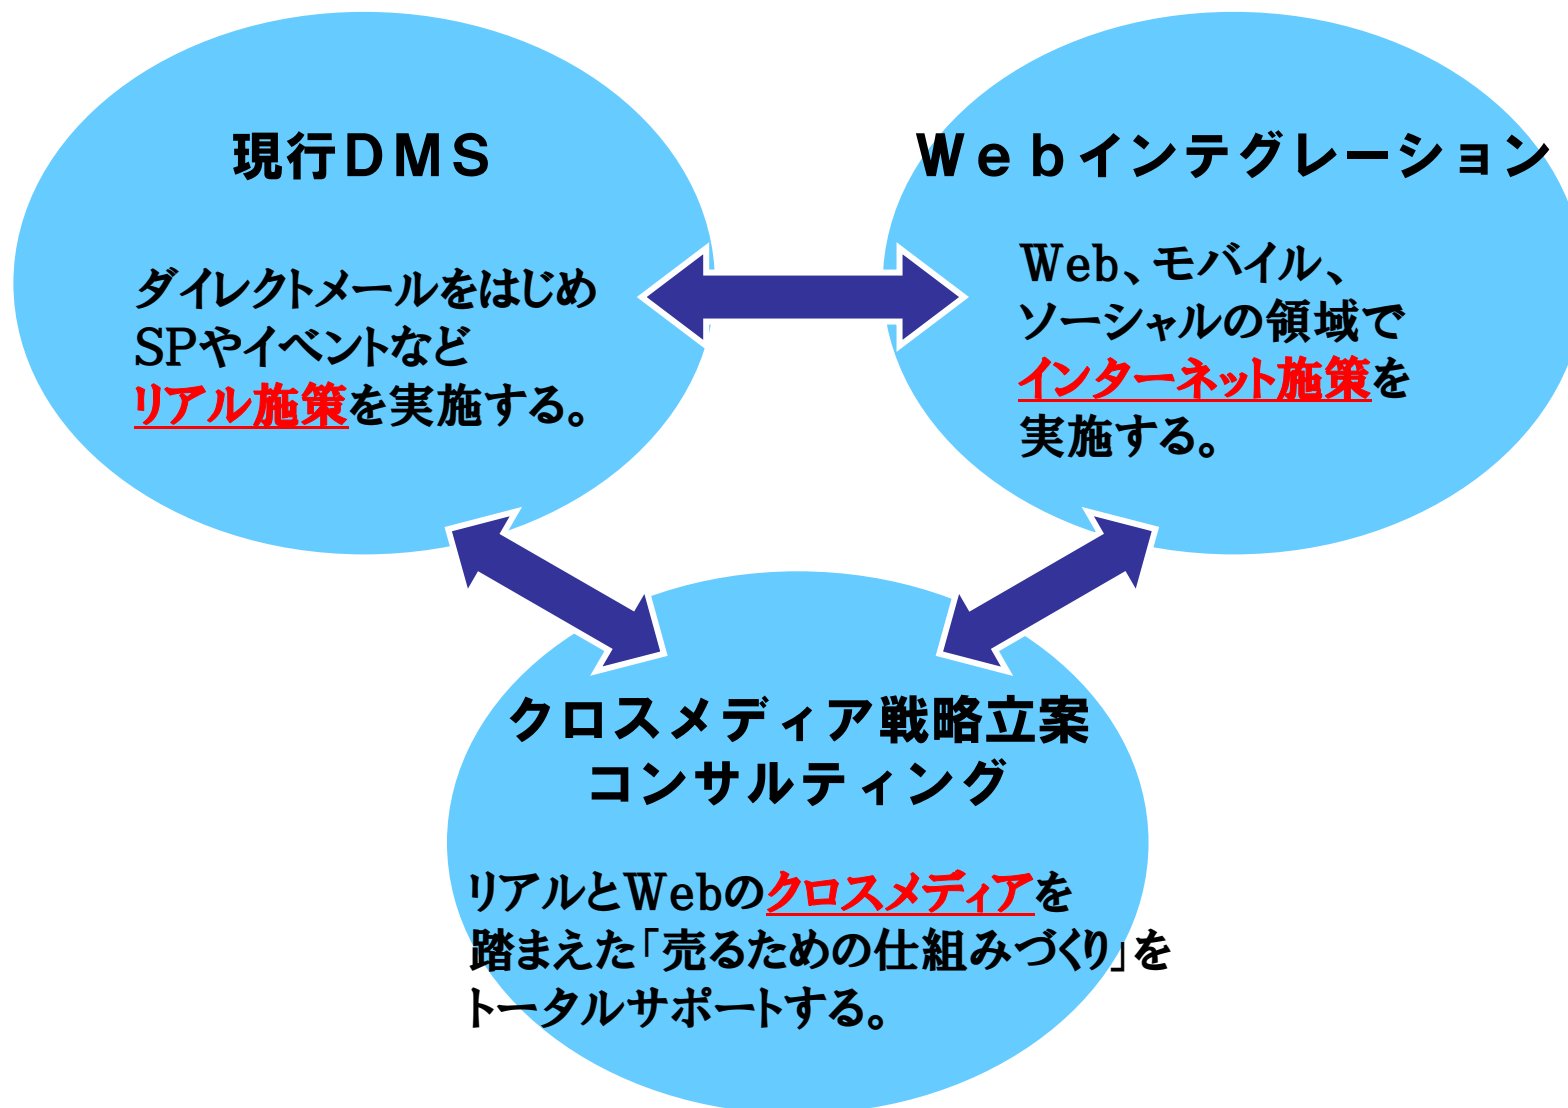 現行DMS
ダイレクトメールをはじめ
SPやイベントなど
リアル施策を実施する。
Webインテグレーション
Web、モバイル、
ソーシャルの領域で
インターネット施策を
実施する。
クロスメディア戦略立案
コンサルティング
リアルとWebのクロスメディアを
踏まえた「売るための仕組みづくり」を
トータルサポートする。